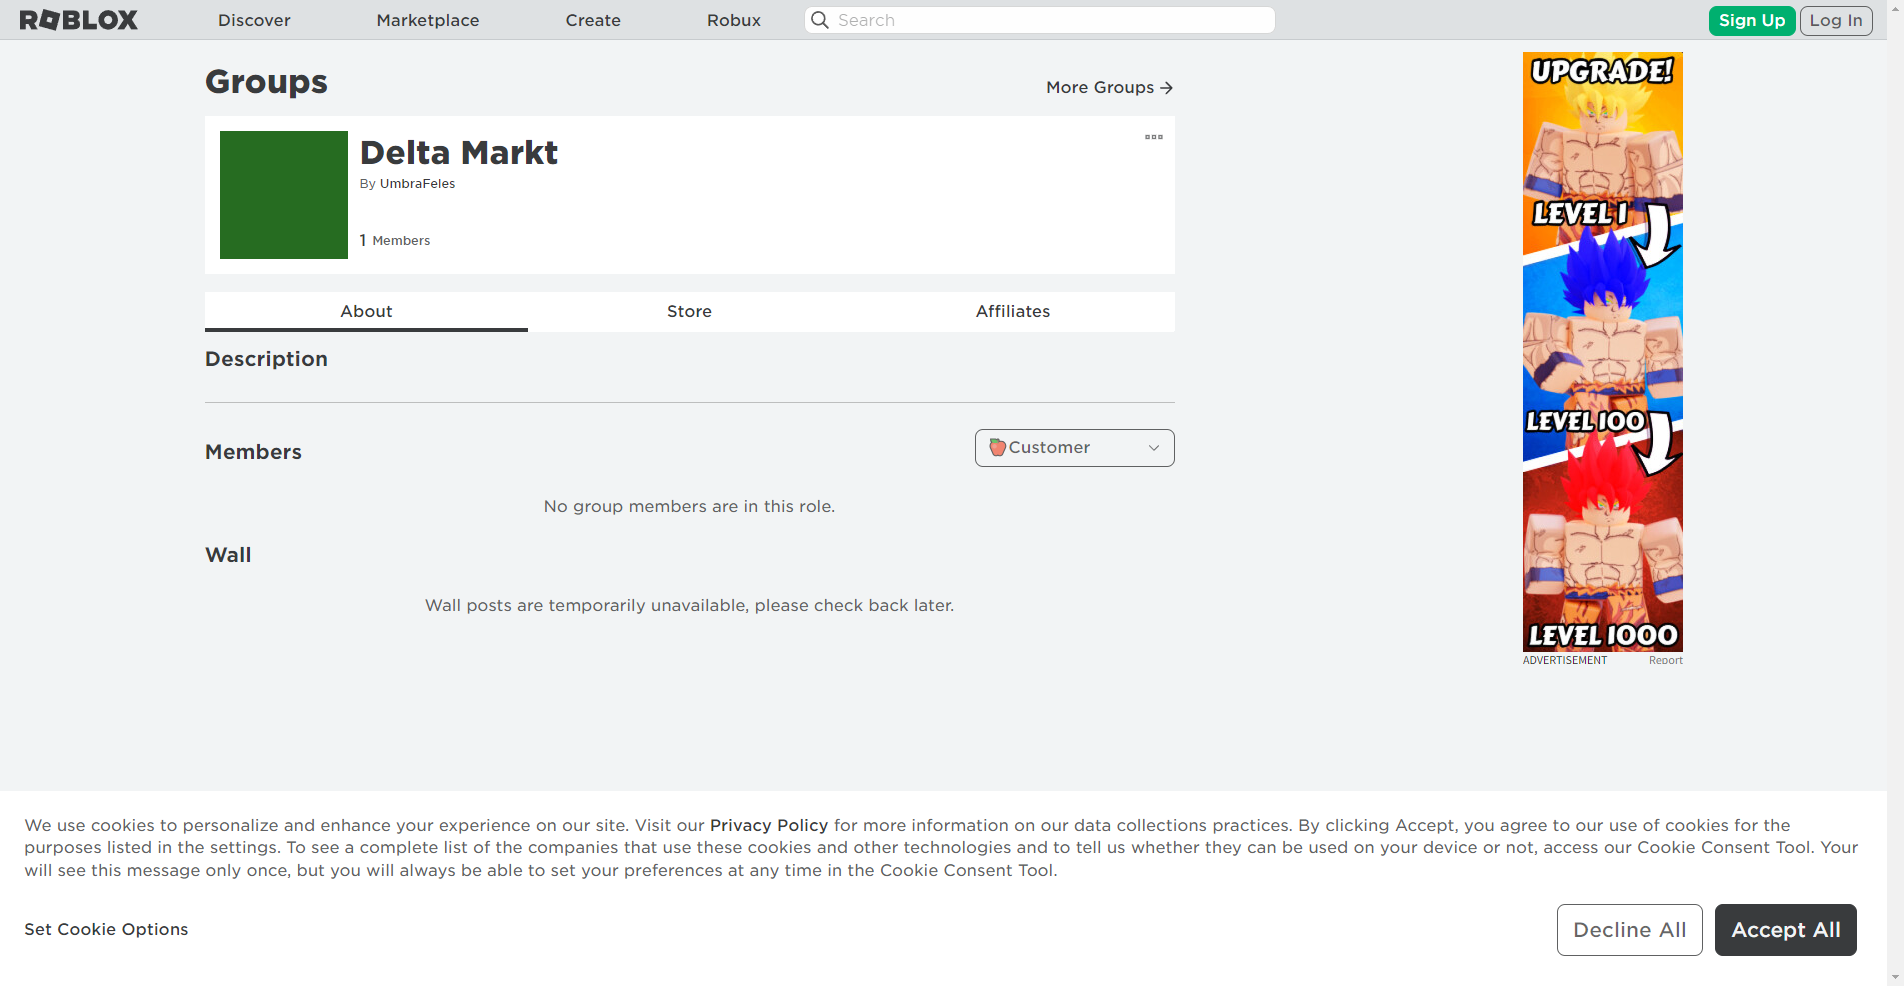 ROBLOX
Discover
Marketplace
Create
Robux
Search
Sign Up
Log In
Groups
More Groups →
Delta Markt
By UmbraFeles
1 Members
About
Store
Affiliates
Description
Members
Customer
No group members are in this role.
Wall
Wall posts are temporarily unavailable, please check back later.
UPGRADE!
LEVEL 1
LEVEL 100
LEVEL 1000
ADVERTISEMENT
Report
We use cookies to personalize and enhance your experience on our site. Visit our Privacy Policy for more information on our data collections practices. By clicking Accept, you agree to our use of cookies for the
purposes listed in the settings. To see a complete list of the companies that use these cookies and other technologies and to tell us whether they can be used on your device or not, access our Cookie Consent Tool. Your
will see this message only once, but you will always be able to set your preferences at any time in the Cookie Consent Tool.
Set Cookie Options
Decline All
Accept All